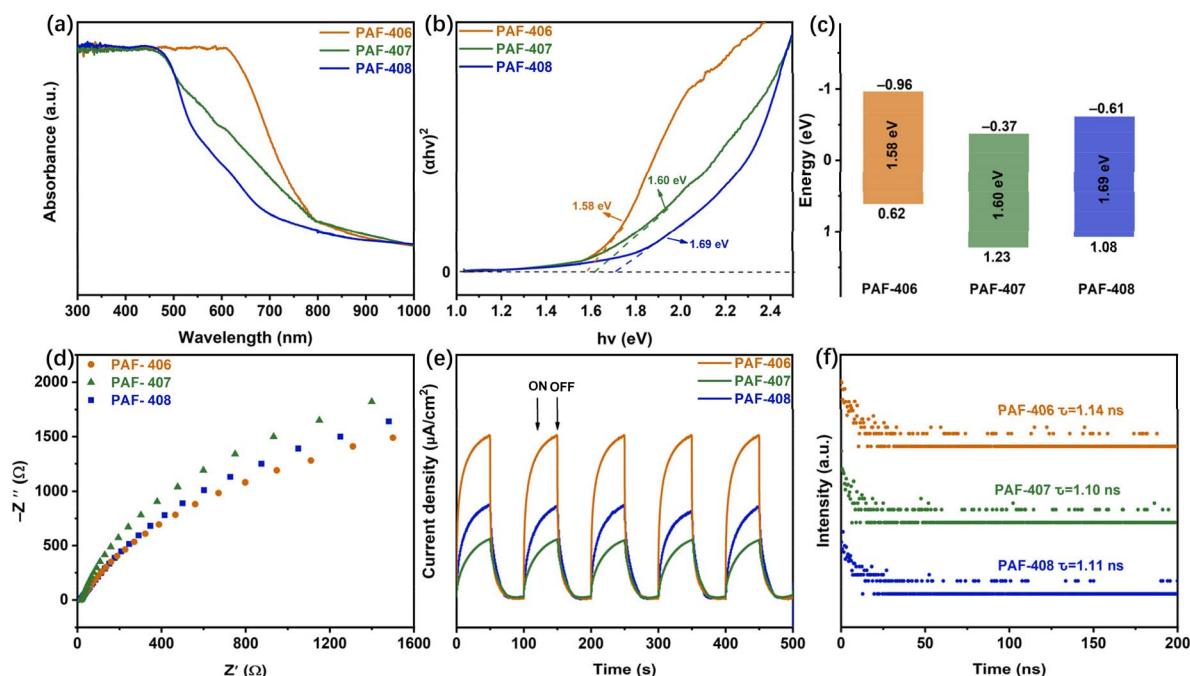 (a)
PAF-406
PAF-407
PAF-408
Absorbance (a.u.)
300 400 500 600 700 800 900 1000
Wavelength (nm)
(b)
PAF-406
PAF-407
PAF-408
(αhν)²
0
1.58 eV
1.60 eV
1.69 eV
1.0 1.2 1.4 1.6 1.8 2.0 2.2 2.4
hν (eV)
(c)
Energy (eV)
-1
0
1
–0.96
1.58 eV
0.62
–0.37
1.60 eV
1.23
–0.61
1.69 eV
1.08
PAF-406 PAF-407 PAF-408
(d)
PAF- 406
PAF- 407
PAF- 408
–Z″ (Ω)
2000
1500
1000
500
0
0 200 400 600 800 1000 1200 1400 1600
Z′ (Ω)
(e)
PAF-406
PAF-407
PAF-408
ON OFF
Current density (μA/cm²)
0 100 200 300 400 500
Time (s)
(f)
PAF-406 τ=1.14 ns
PAF-407 τ=1.10 ns
PAF-408 τ=1.11 ns
Intensity (a.u.)
0 50 100 150 200
Time (ns)